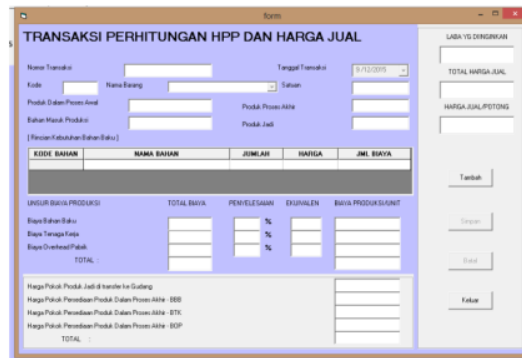 form
TRANSAKSI PERHITUNGAN HPP DAN HARGA JUAL
Nomor Transaksi
Tanggal Transaksi
9 /12/2015
Kode
Nama Barang
Satuan
Produk Dalam Proses Awal
Produk Proses Akhir
Bahan Masuk Produksi
Produk Jadi
[ Rincian Kebutuhan Bahan Baku ]
KODE BAHAN NAMA BAHAN JUMLAH HARGA JML BIAYA
UNSUR BIAYA PRODUKSI TOTAL BIAYA PENYELESAIAN EKUIVALEN BIAYA PRODUKSI/UNIT
Biaya Bahan Baku %
Biaya Tenaga Kerja %
Biaya Overhead Pabrik %
TOTAL :
Harga Pokok Produk Jadi di transfer ke Gudang
Harga Pokok Persediaan Produk Dalam Proses Akhir - BBB
Harga Pokok Persediaan Produk Dalam Proses Akhir - BTK
Harga Pokok Persediaan Produk Dalam Proses Akhir - BOP
TOTAL :
LABA YG DIINGINKAN
TOTAL HARGA JUAL
HARGA JUAL/POTONG
Tambah
Simpan
Batal
Keluar